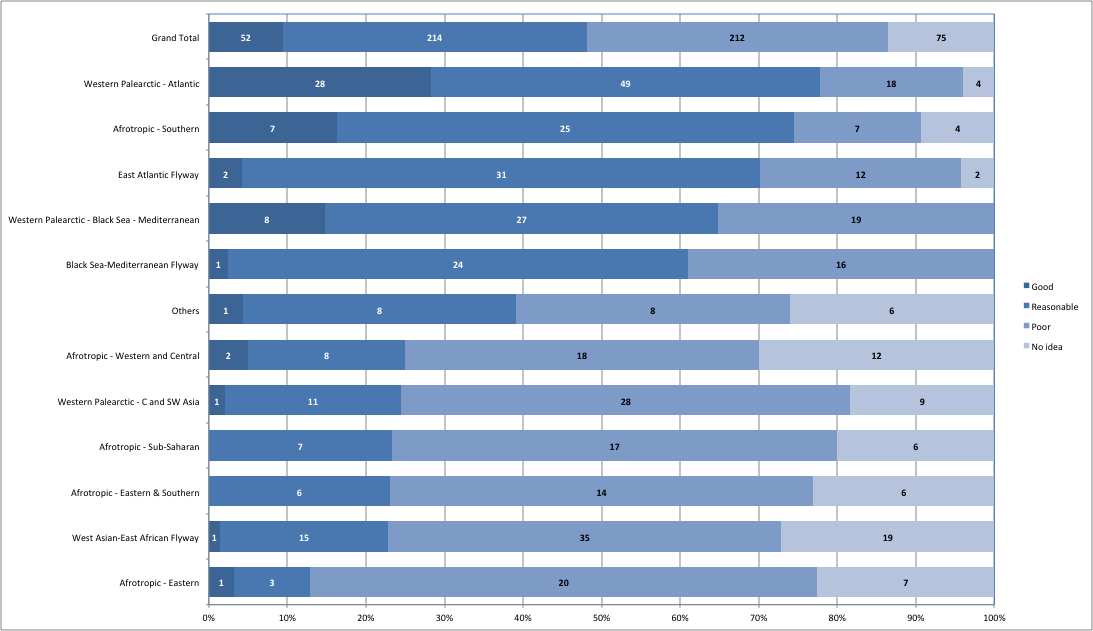 Grand Total 52 214 212 75
Western Palearctic - Atlantic 28 49 18 4
Afrotropic - Southern 7 25 7 4
East Atlantic Flyway 2 31 12 2
Western Palearctic - Black Sea - Mediterranean 8 27 19
Black Sea-Mediterranean Flyway 1 24 16
Others 1 8 8 6
Afrotropic - Western and Central 2 8 18 12
Western Palearctic - C and SW Asia 1 11 28 9
Afrotropic - Sub-Saharan 7 17 6
Afrotropic - Eastern & Southern 6 14 6
West Asian-East African Flyway 1 15 35 19
Afrotropic - Eastern 1 3 20 7
0% 10% 20% 30% 40% 50% 60% 70% 80% 90% 100%
Good
Reasonable
Poor
No idea